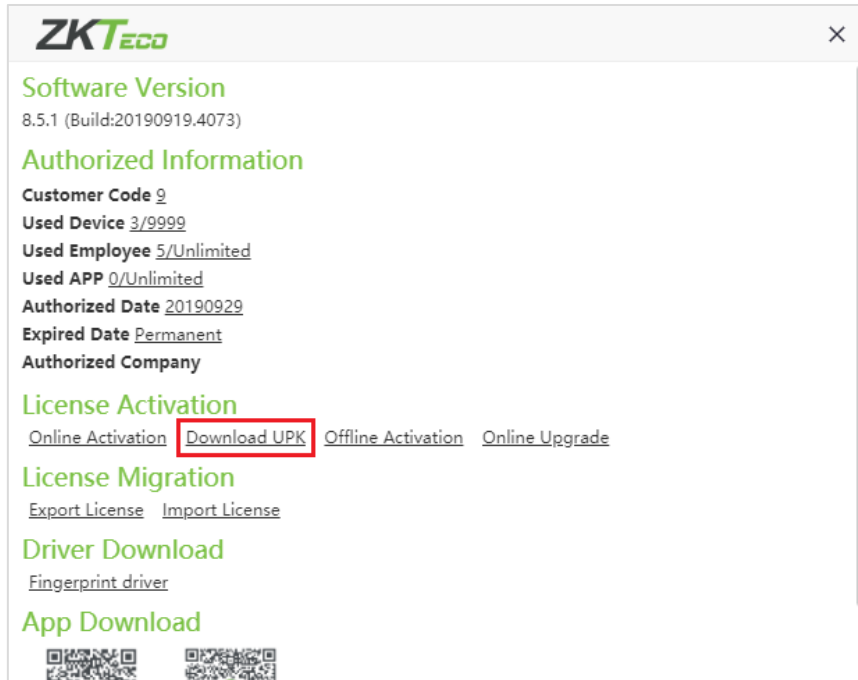 ZKTECO
Software Version
8.5.1 (Build:20190919.4073)
Authorized Information
Customer Code 9
Used Device 3/9999
Used Employee 5/Unlimited
Used APP 0/Unlimited
Authorized Date 20190929
Expired Date Permanent
Authorized Company
License Activation
Online Activation Download UPK Offline Activation Online Upgrade
License Migration
Export License Import License
Driver Download
Fingerprint driver
App Download